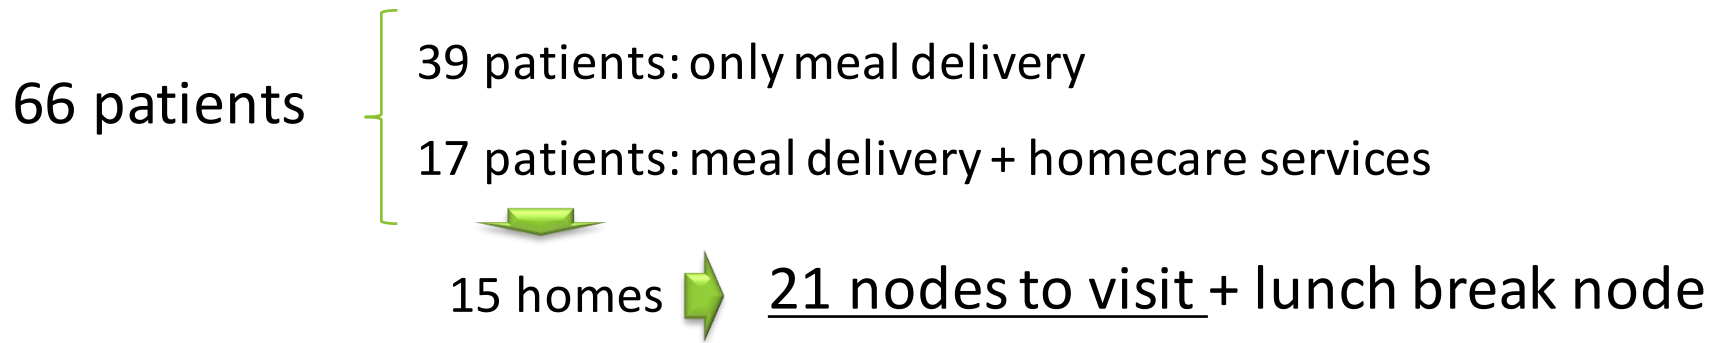 66 patients
39 patients: only meal delivery
17 patients: meal delivery + homecare services
15 homes
21 nodes to visit + lunch break node